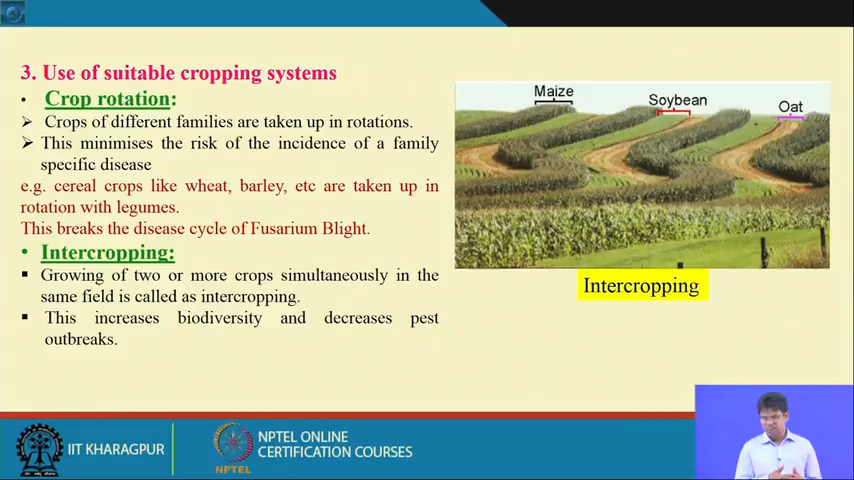 3. Use of suitable cropping systems
• Crop rotation:
➢ Crops of different families are taken up in rotations.
➢ This minimises the risk of the incidence of a family
specific disease
e.g. cereal crops like wheat, barley, etc are taken up in
rotation with legumes.
This breaks the disease cycle of Fusarium Blight.
• Intercropping:
▪ Growing of two or more crops simultaneously in the
same field is called as intercropping.
▪ This increases biodiversity and decreases pest
outbreaks.
Maize
Soybean
Oat
Intercropping
IIT KHARAGPUR
NPTEL
NPTEL ONLINE
CERTIFICATION COURSES